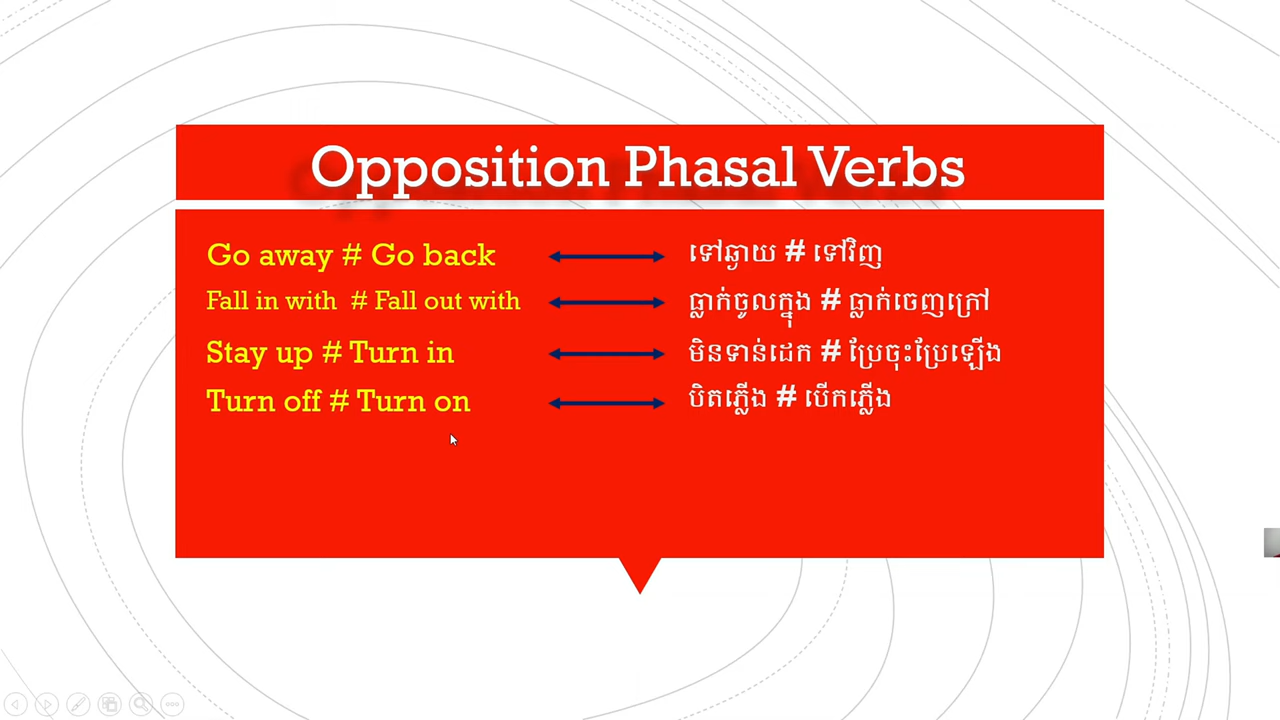 Opposition Phasal Verbs
Go away # Go back ទៅឆ្ងាយ # ទៅវិញ
Fall in with # Fall out with ធ្លាក់ចូលក្នុង # ធ្លាក់ចេញក្រៅ
Stay up # Turn in មិនទាន់ដេក # ប្រែចុះប្រែឡើង
Turn off # Turn on បិតភ្លើង # បើកភ្លើង